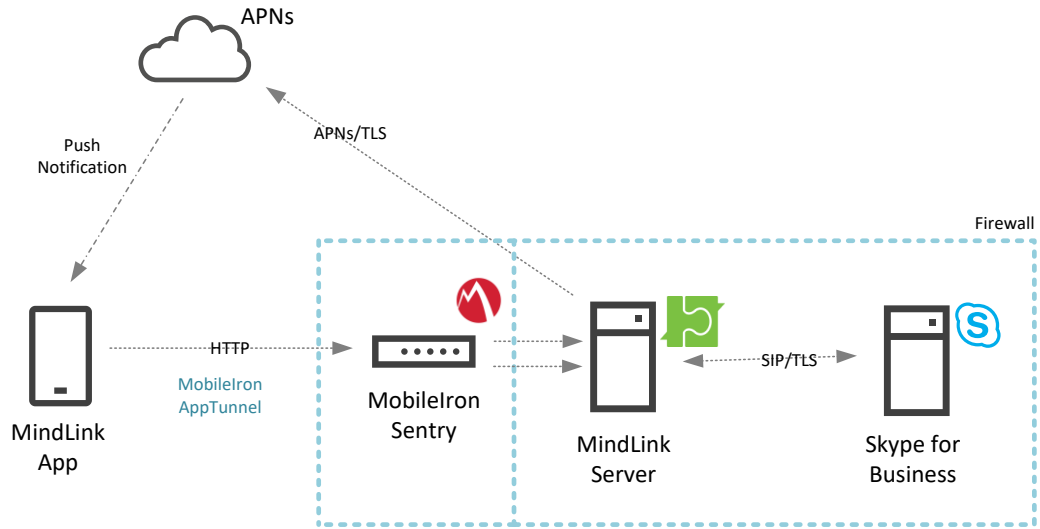 APNs
APNs/TLS
Push
Notification
Firewall
HTTP
MobileIron
AppTunnel
SIP/TLS
S
MindLink
App
MobileIron
Sentry
MindLink
Server
Skype for
Business